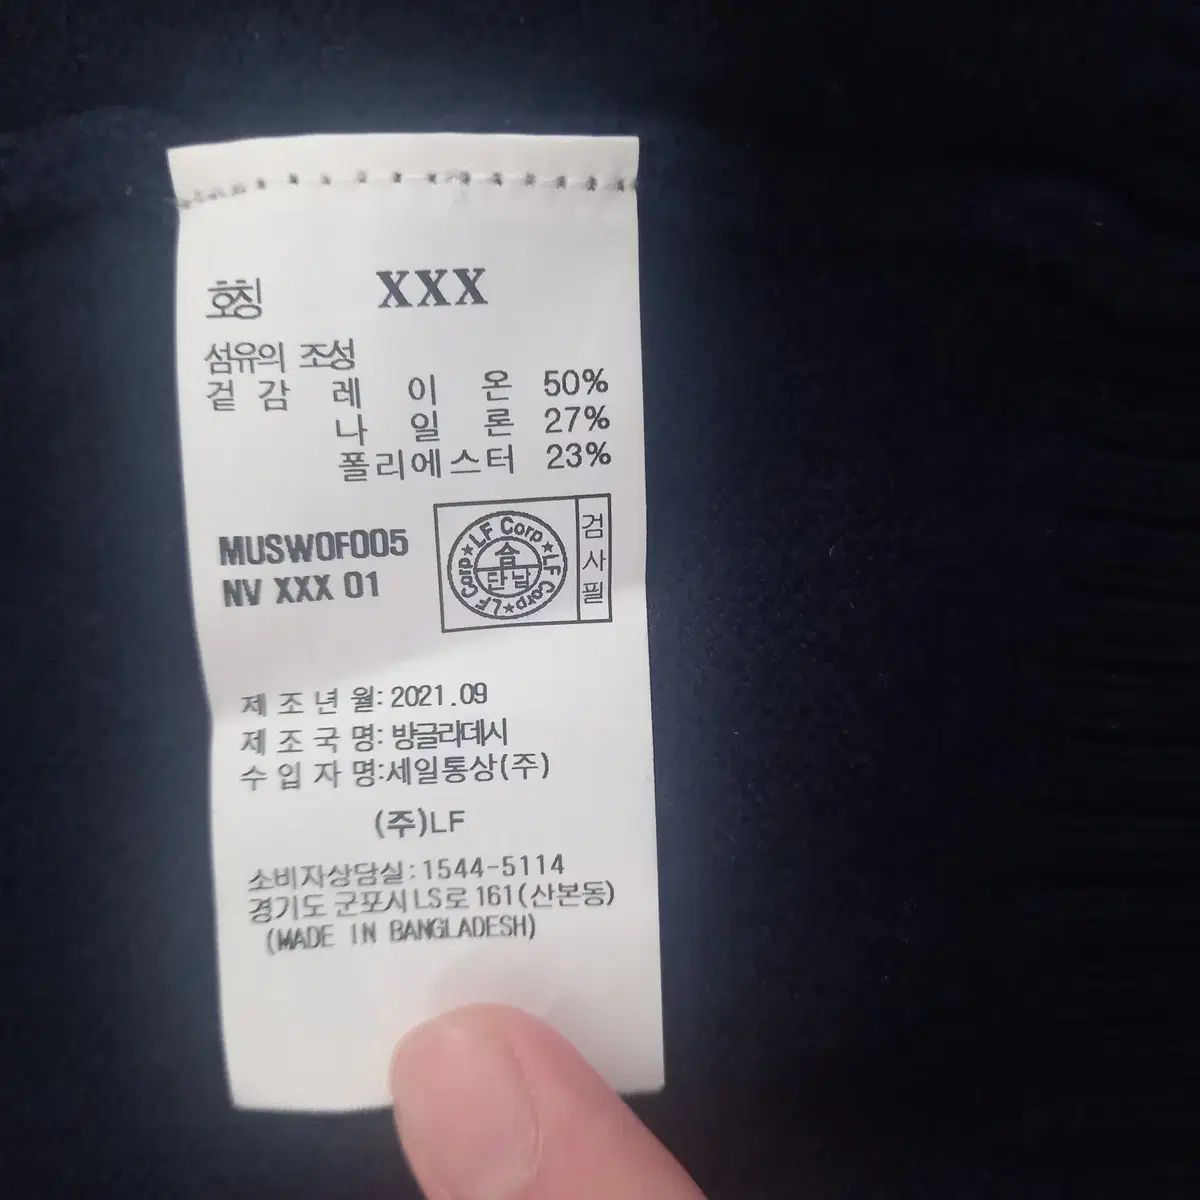 호칭 XXX
섬유의 조성
겉감 레이온 50%
나일론 27%
폴리에스터 23%
MUSW0F005
NV XXX 01
LF Corp★LF Corp★LF Corp★
검사필
제조년월: 2021.09
제조국명: 방글라데시
수입자명:세일통상(주)
(주)LF
소비자상담실:1544-5114
경기도 군포시 LS로 161(산본동)
(MADE IN BANGLADESH)